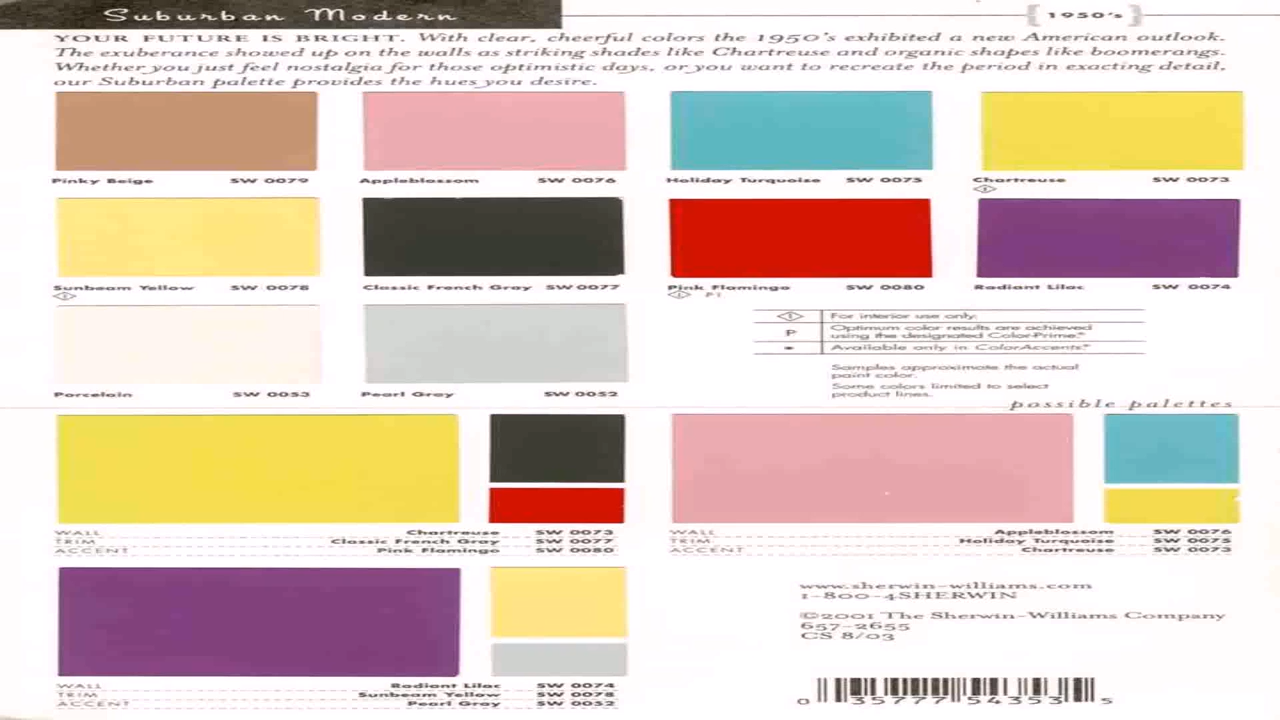 Suburban Modern
1950's
YOUR FUTURE IS BRIGHT. With clear, cheerful colors the 1950's exhibited a new American outlook.
The exuberance showed up on the walls as striking shades like Chartreuse and organic shapes like boomerangs.
Whether you just feel nostalgia for those optimistic days, or you want to recreate the period in exacting detail,
our Suburban palette provides the hues you desire.
Pinky Beige SW 0079 Appleblossom SW 0076 Holiday Turquoise SW 0075 Chartreuse SW 0073
I
Sunbeam Yellow SW 0078 Classic French Gray SW 0077 Pink Flamingo SW 0080 Radiant Lilac SW 0074
I I P1
I For interior use only.
P Optimum color results are achieved
using the designated Color-Prime.®
• Available only in ColorAccents.®
Samples approximate the actual
paint color.
Some colors limited to select
product lines.
Porcelain SW 0053 Pearl Gray SW 0052
possible palettes
WALL Chartreuse SW 0073
TRIM Classic French Gray SW 0077
ACCENT Pink Flamingo SW 0080
WALL Appleblossom SW 0076
TRIM Holiday Turquoise SW 0075
ACCENT Chartreuse SW 0073
www.sherwin-williams.com
1-800-4SHERWIN
©2001 The Sherwin-Williams Company
657-2655
CS 8/03
WALL Radiant Lilac SW 0074
TRIM Sunbeam Yellow SW 0078
ACCENT Pearl Gray SW 0052
0 35777 54353 5